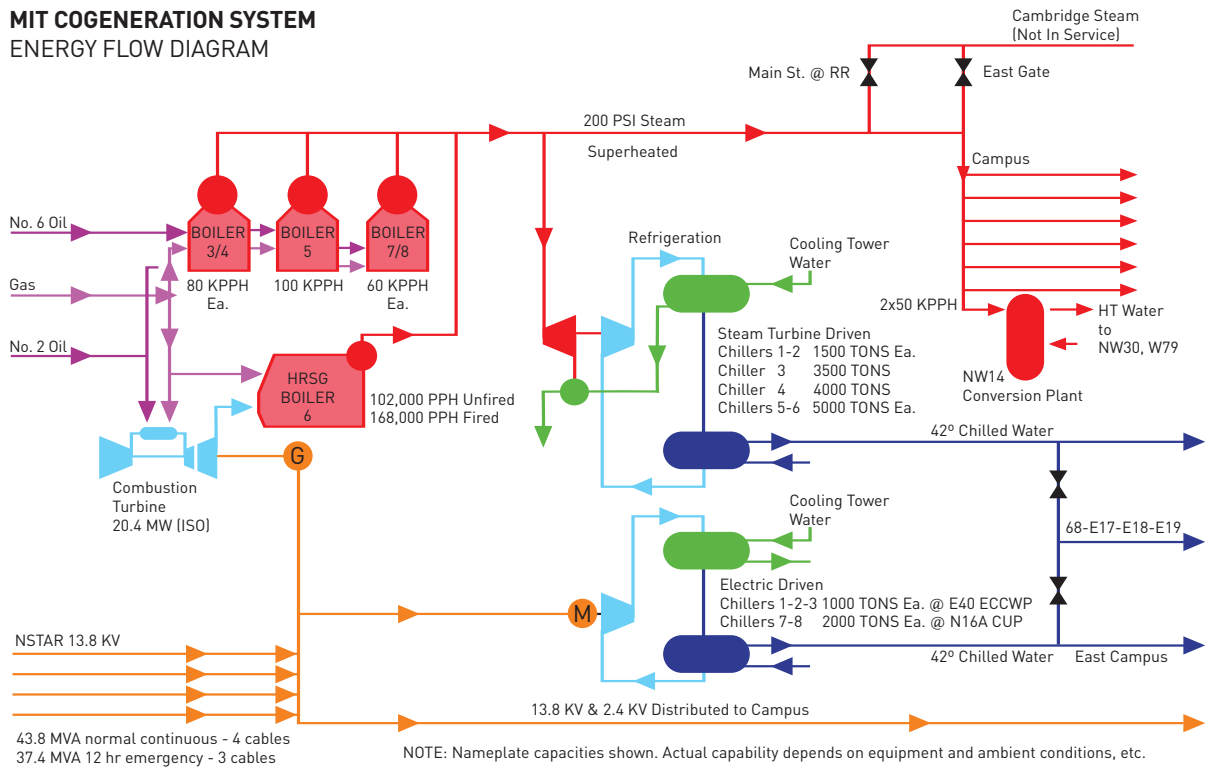 MIT COGENERATION SYSTEM
ENERGY FLOW DIAGRAM
Cambridge Steam
(Not In Service)
Main St. @ RR
East Gate
200 PSI Steam
Superheated
Campus
No. 6 Oil
Gas
No. 2 Oil
BOILER
3/4
BOILER
5
BOILER
7/8
80 KPPH
Ea.
100 KPPH
60 KPPH
Ea.
HRSG
BOILER
6
102,000 PPH Unfired
168,000 PPH Fired
Refrigeration
Cooling Tower
Water
2x50 KPPH
HT Water
to
NW30, W79
NW14
Conversion Plant
Steam Turbine Driven
Chillers 1-2 1500 TONS Ea.
Chiller 3 3500 TONS
Chiller 4 4000 TONS
Chillers 5-6 5000 TONS Ea.
42º Chilled Water
G
Combustion
Turbine
20.4 MW (ISO)
Cooling Tower
Water
68-E17-E18-E19
M
Electric Driven
Chillers 1-2-3 1000 TONS Ea. @ E40 ECCWP
Chillers 7-8 2000 TONS Ea. @ N16A CUP
42º Chilled Water
East Campus
NSTAR 13.8 KV
13.8 KV & 2.4 KV Distributed to Campus
43.8 MVA normal continuous - 4 cables
37.4 MVA 12 hr emergency - 3 cables
NOTE: Nameplate capacities shown. Actual capability depends on equipment and ambient conditions, etc.